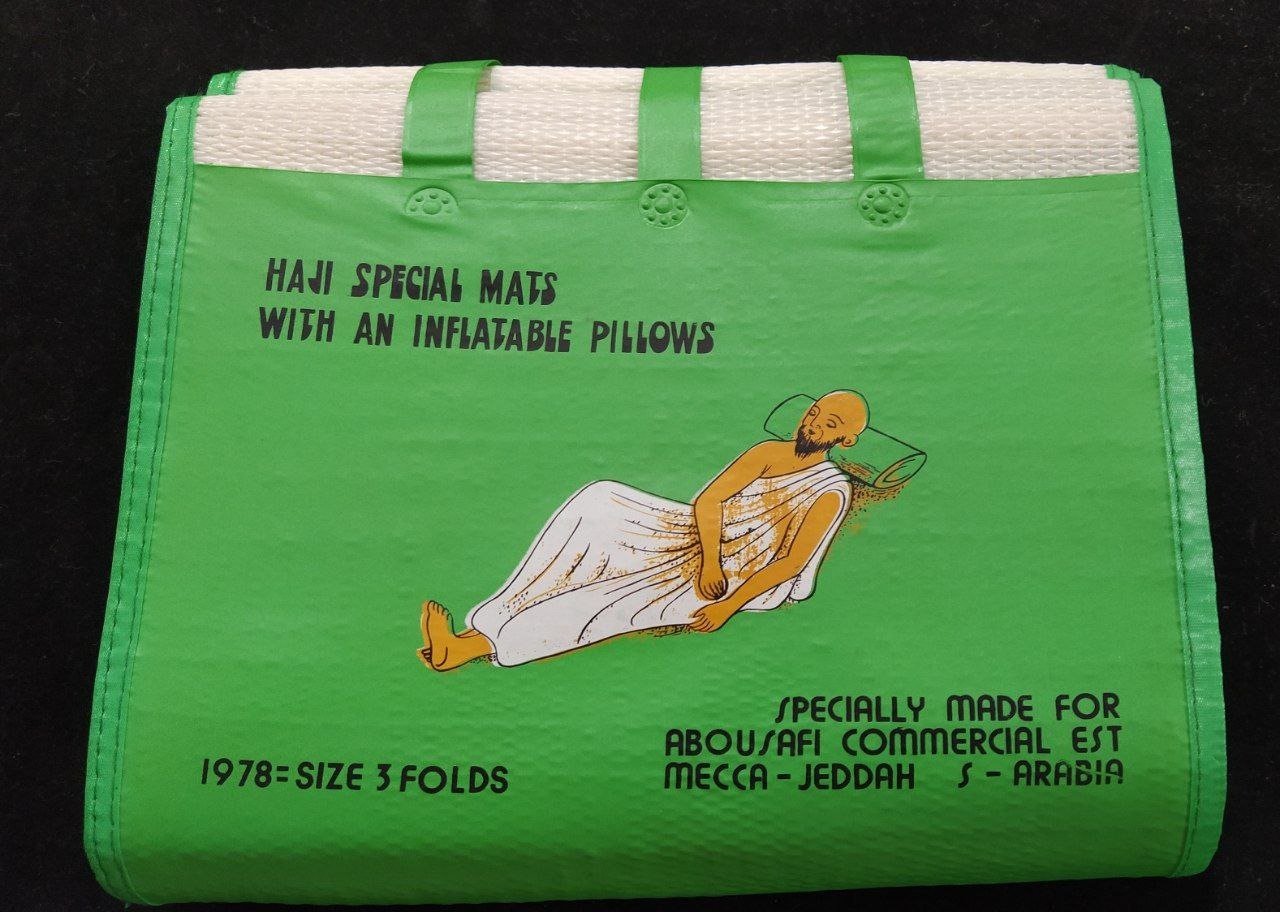 HAJI SPECIAL MATS
WITH AN INFLATABLE PILLOWS
1978=SIZE 3 FOLDS
SPECIALLY MADE FOR
ABOUSAFI COMMERCIAL EST
MECCA - JEDDAH S - ARABIA